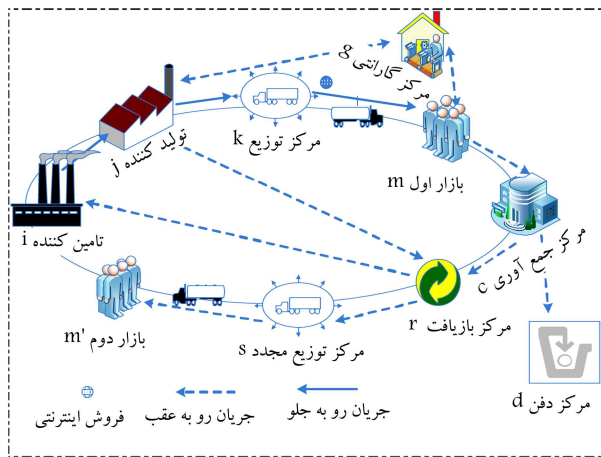 مرکز گارانتی g
تولید کننده j
مرکز توزیع k
بازار اول m
تامین کننده i
مرکز جمع آوری c
بازار دوم m'
مرکز توزیع مجدد s
مرکز بازیافت r
مرکز دفن d
جریان رو به جلو
جریان رو به عقب
فروش اینترنتی